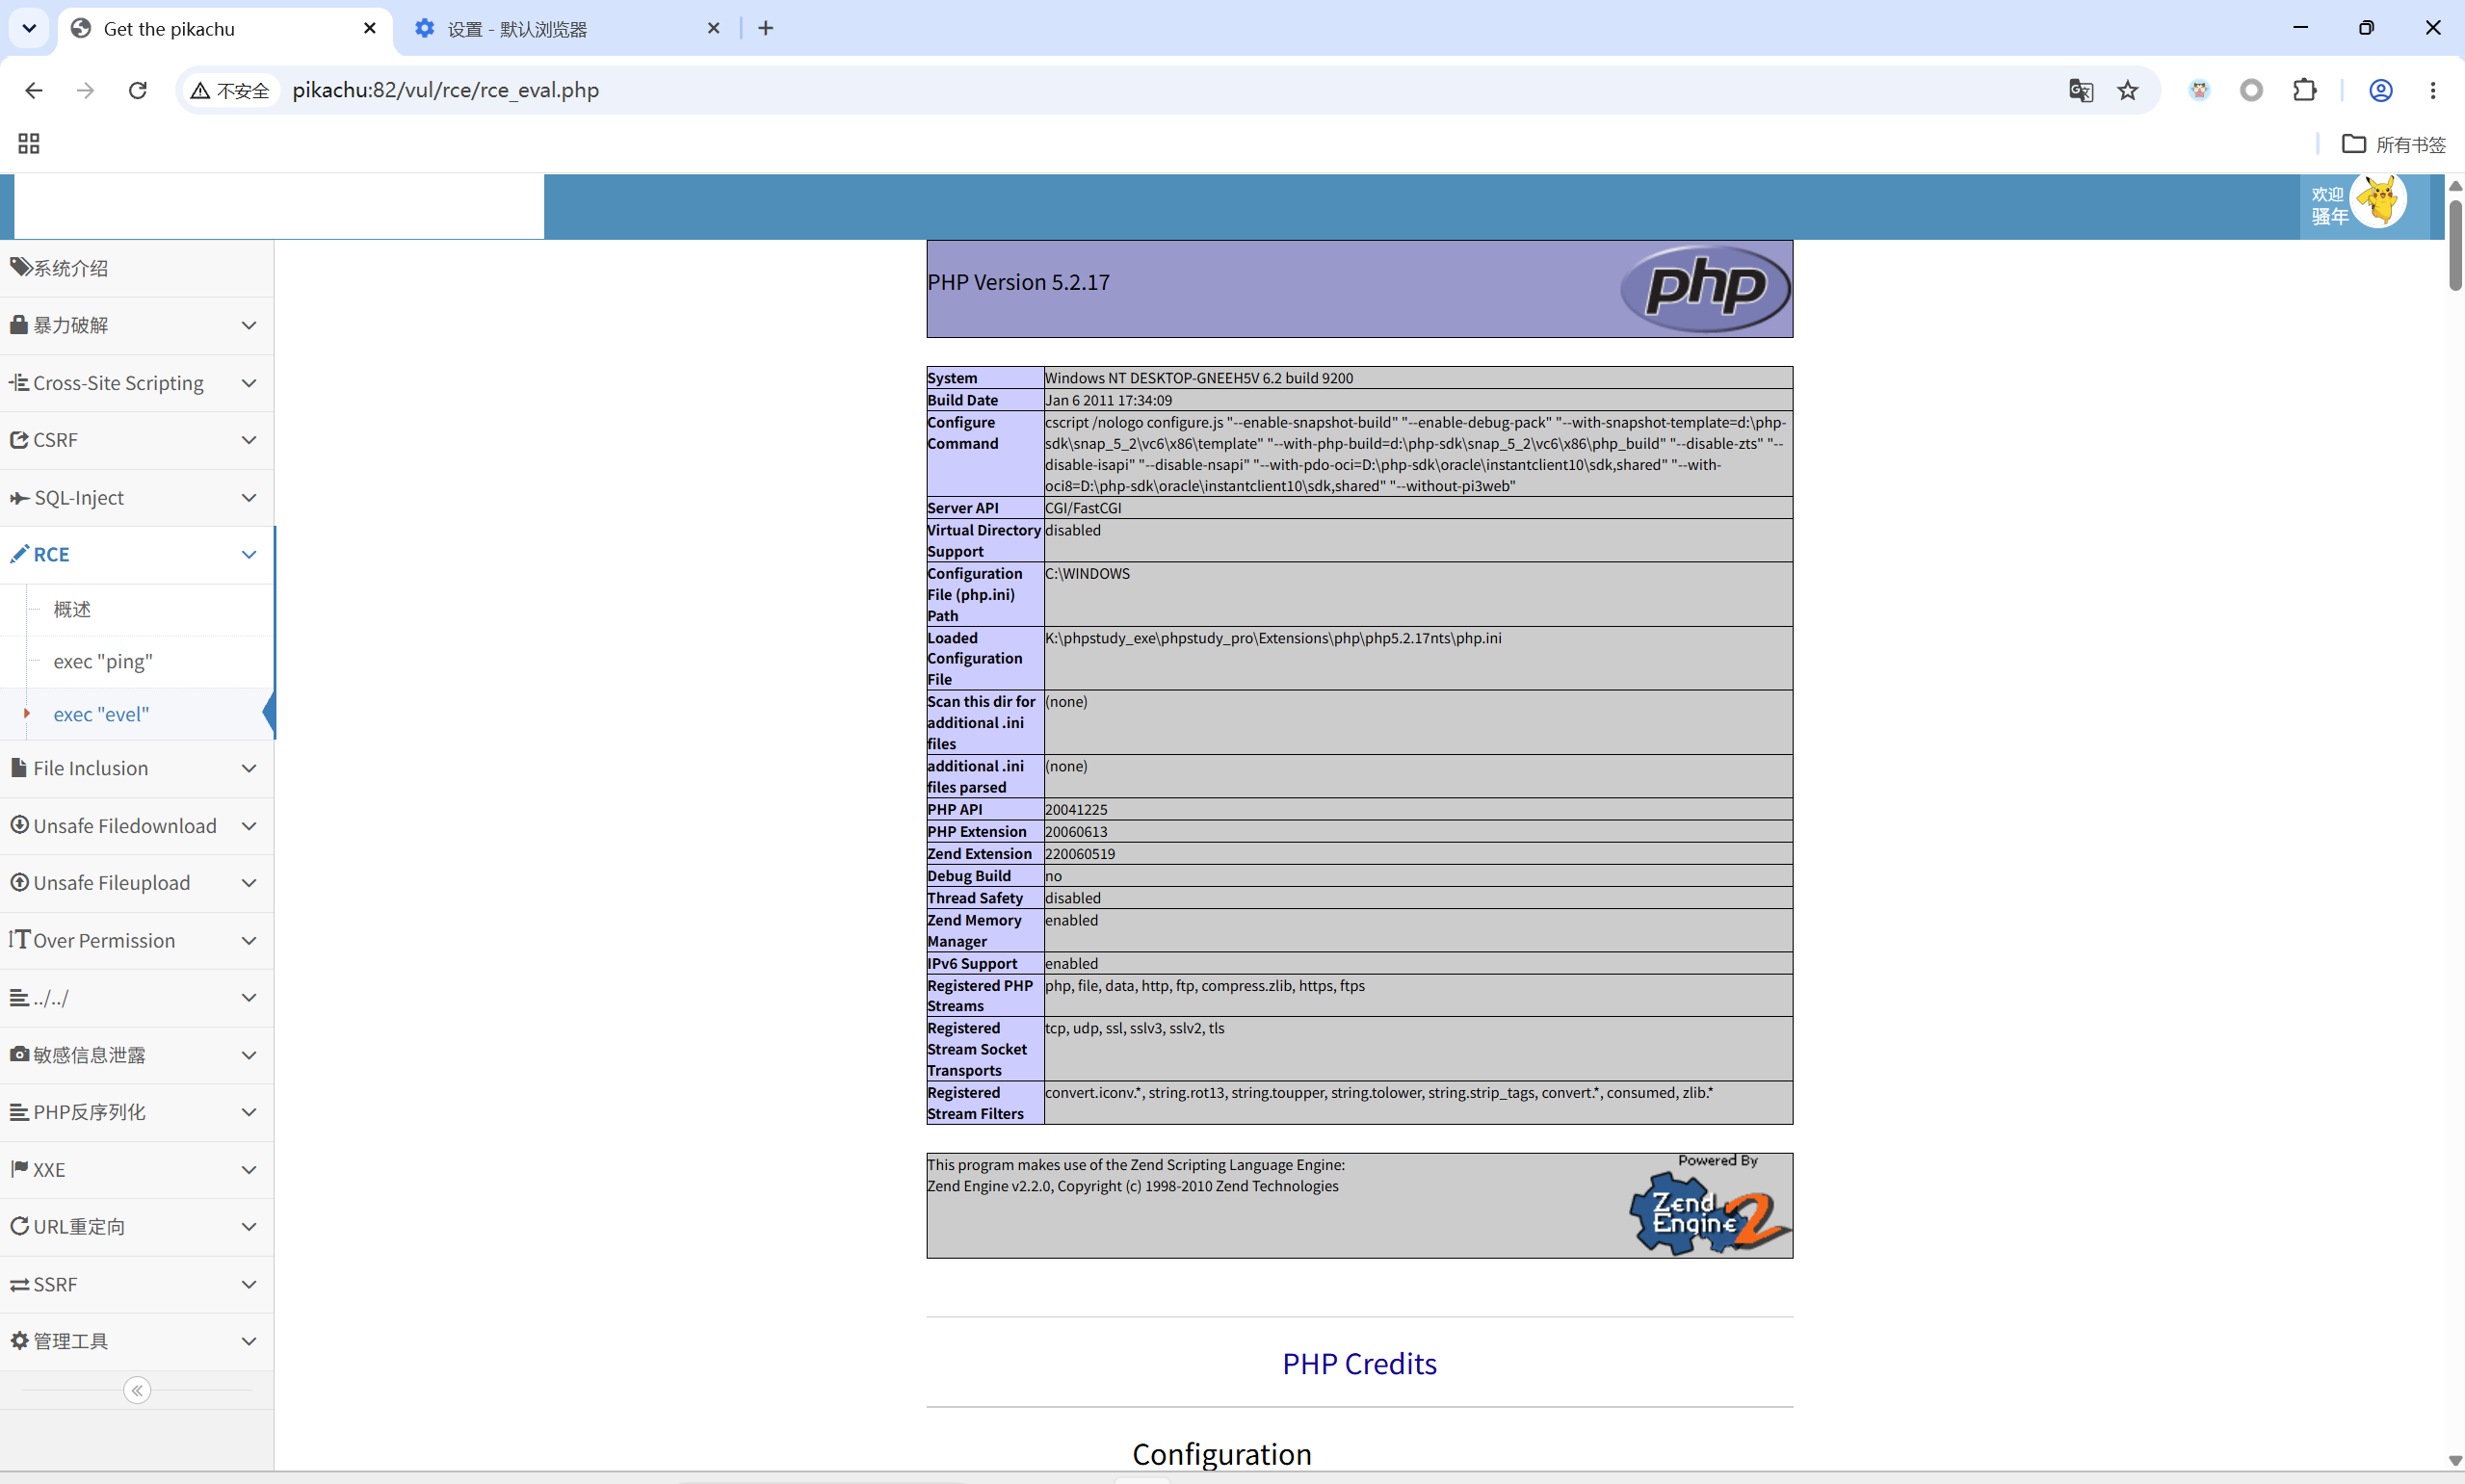 Get the pikachu
设置 - 默认浏览器
不安全
pikachu:82/vul/rce/rce_eval.php
所有书签
欢迎
骚年
系统介绍
暴力破解
Cross-Site Scripting
CSRF
SQL-Inject
RCE
概述
exec "ping"
exec "evel"
File Inclusion
Unsafe Filedownload
Unsafe Fileupload
Over Permission
../../
敏感信息泄露
PHP反序列化
XXE
URL重定向
SSRF
管理工具
PHP Version 5.2.17
php
System
Windows NT DESKTOP-GNEEH5V 6.2 build 9200
Build Date
Jan 6 2011 17:34:09
Configure
Command
cscript /nologo configure.js "--enable-snapshot-build" "--enable-debug-pack" "--with-snapshot-template=d:\php-
sdk\snap_5_2\vc6\x86\template" "--with-php-build=d:\php-sdk\snap_5_2\vc6\x86\php_build" "--disable-zts" "--
disable-isapi" "--disable-nsapi" "--with-pdo-oci=D:\php-sdk\oracle\instantclient10\sdk,shared" "--with-
oci8=D:\php-sdk\oracle\instantclient10\sdk,shared" "--without-pi3web"
Server API
CGI/FastCGI
Virtual Directory
Support
disabled
Configuration
File (php.ini)
Path
C:\WINDOWS
Loaded
Configuration
File
K:\phpstudy_exe\phpstudy_pro\Extensions\php\php5.2.17nts\php.ini
Scan this dir for
additional .ini
files
(none)
additional .ini
files parsed
(none)
PHP API
20041225
PHP Extension
20060613
Zend Extension
220060519
Debug Build
no
Thread Safety
disabled
Zend Memory
Manager
enabled
IPv6 Support
enabled
Registered PHP
Streams
php, file, data, http, ftp, compress.zlib, https, ftps
Registered
Stream Socket
Transports
tcp, udp, ssl, sslv3, sslv2, tls
Registered
Stream Filters
convert.iconv.*, string.rot13, string.toupper, string.tolower, string.strip_tags, convert.*, consumed, zlib.*
This program makes use of the Zend Scripting Language Engine:
Zend Engine v2.2.0, Copyright (c) 1998-2010 Zend Technologies
Powered By
Zend
Engine 2
PHP Credits
Configuration